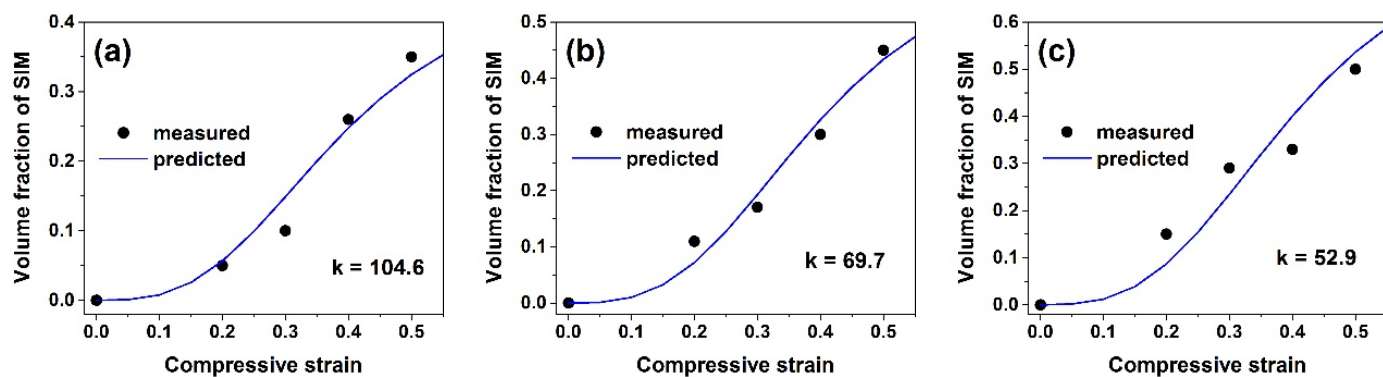 (a)
Volume fraction of SIM
0.4
0.3
0.2
0.1
0.0
measured
predicted
k = 104.6
0.0 0.1 0.2 0.3 0.4 0.5
Compressive strain
(b)
Volume fraction of SIM
0.5
0.4
0.3
0.2
0.1
0.0
measured
predicted
k = 69.7
0.0 0.1 0.2 0.3 0.4 0.5
Compressive strain
(c)
Volume fraction of SIM
0.6
0.5
0.4
0.3
0.2
0.1
0.0
measured
predicted
k = 52.9
0.0 0.1 0.2 0.3 0.4 0.5
Compressive strain